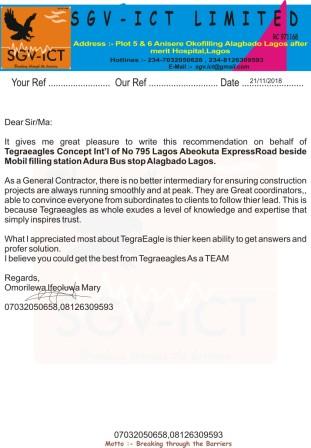 SGV-ICT LIMITED
RC 971168
Address :- Plot 5 & 6 Anisere Okofilling Alagbado Lagos after
merit Hospital,Lagos
Hotlines :- 234-7032050628 , 234-8126309593
E-Mail :- sgv.ict@gmail.com
SGV-ICT
Breaking through the Barriers
Your Ref ....................... Our Ref ....................... Date 21/11/2018
Dear Sir/Ma:
It gives me great pleasure to write this recommendation on behalf of
Tegraeagles Concept Int'l of No 795 Lagos Abeokuta ExpressRoad beside
Mobil filling station Adura Bus stop Alagbado Lagos.
As a General Contractor, there is no better intermediary for ensuring construction
projects are always running smoothly and at peak. They are Great coordinators,,
able to convince everyone from subordinates to clients to follow thier lead. This is
because Tegraeagles as whole exudes a level of knowledge and expertise that
simply inspires trust.
What I appreciated most about TegraEagle is thier keen ability to get answers and
profer solution.
I believe you could get the best from Tegraeagles As a TEAM
Regards,
Omorilewa Ifeoluwa Mary
07032050658,08126309593
SGV-ICT
07032050658,08126309593
Motto :- Breaking through the Barriers